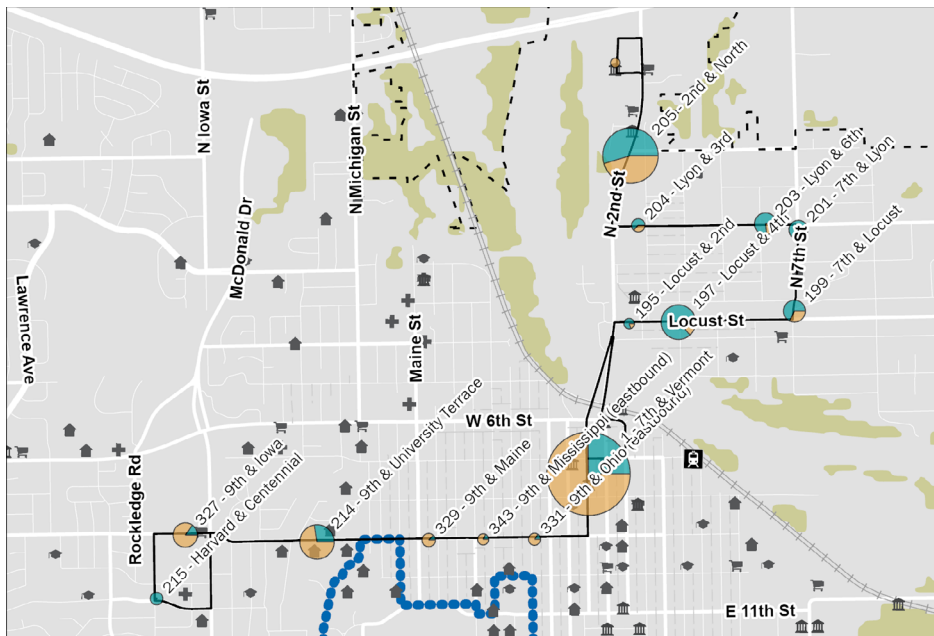 N Iowa St
N Michigan St
McDonald Dr
Lawrence Ave
Maine St
Rockledge Rd
N 2nd St
N 7th St
Locust St
W 6th St
E 11th St
205 - 2nd & North
204 - Lyon & 3rd
203 - Lyon & 6th
201 - 7th & Lyon
195 - Locust & 2nd
197 - Locust & 4th
199 - 7th & Locust
1 - 7th & Vermont
327 - 9th & Iowa
215 - Harvard & Centennial
214 - 9th & University Terrace
329 - 9th & Maine
343 - 9th & Mississippi (eastbound)
331 - 9th & Ohio (eastbound)